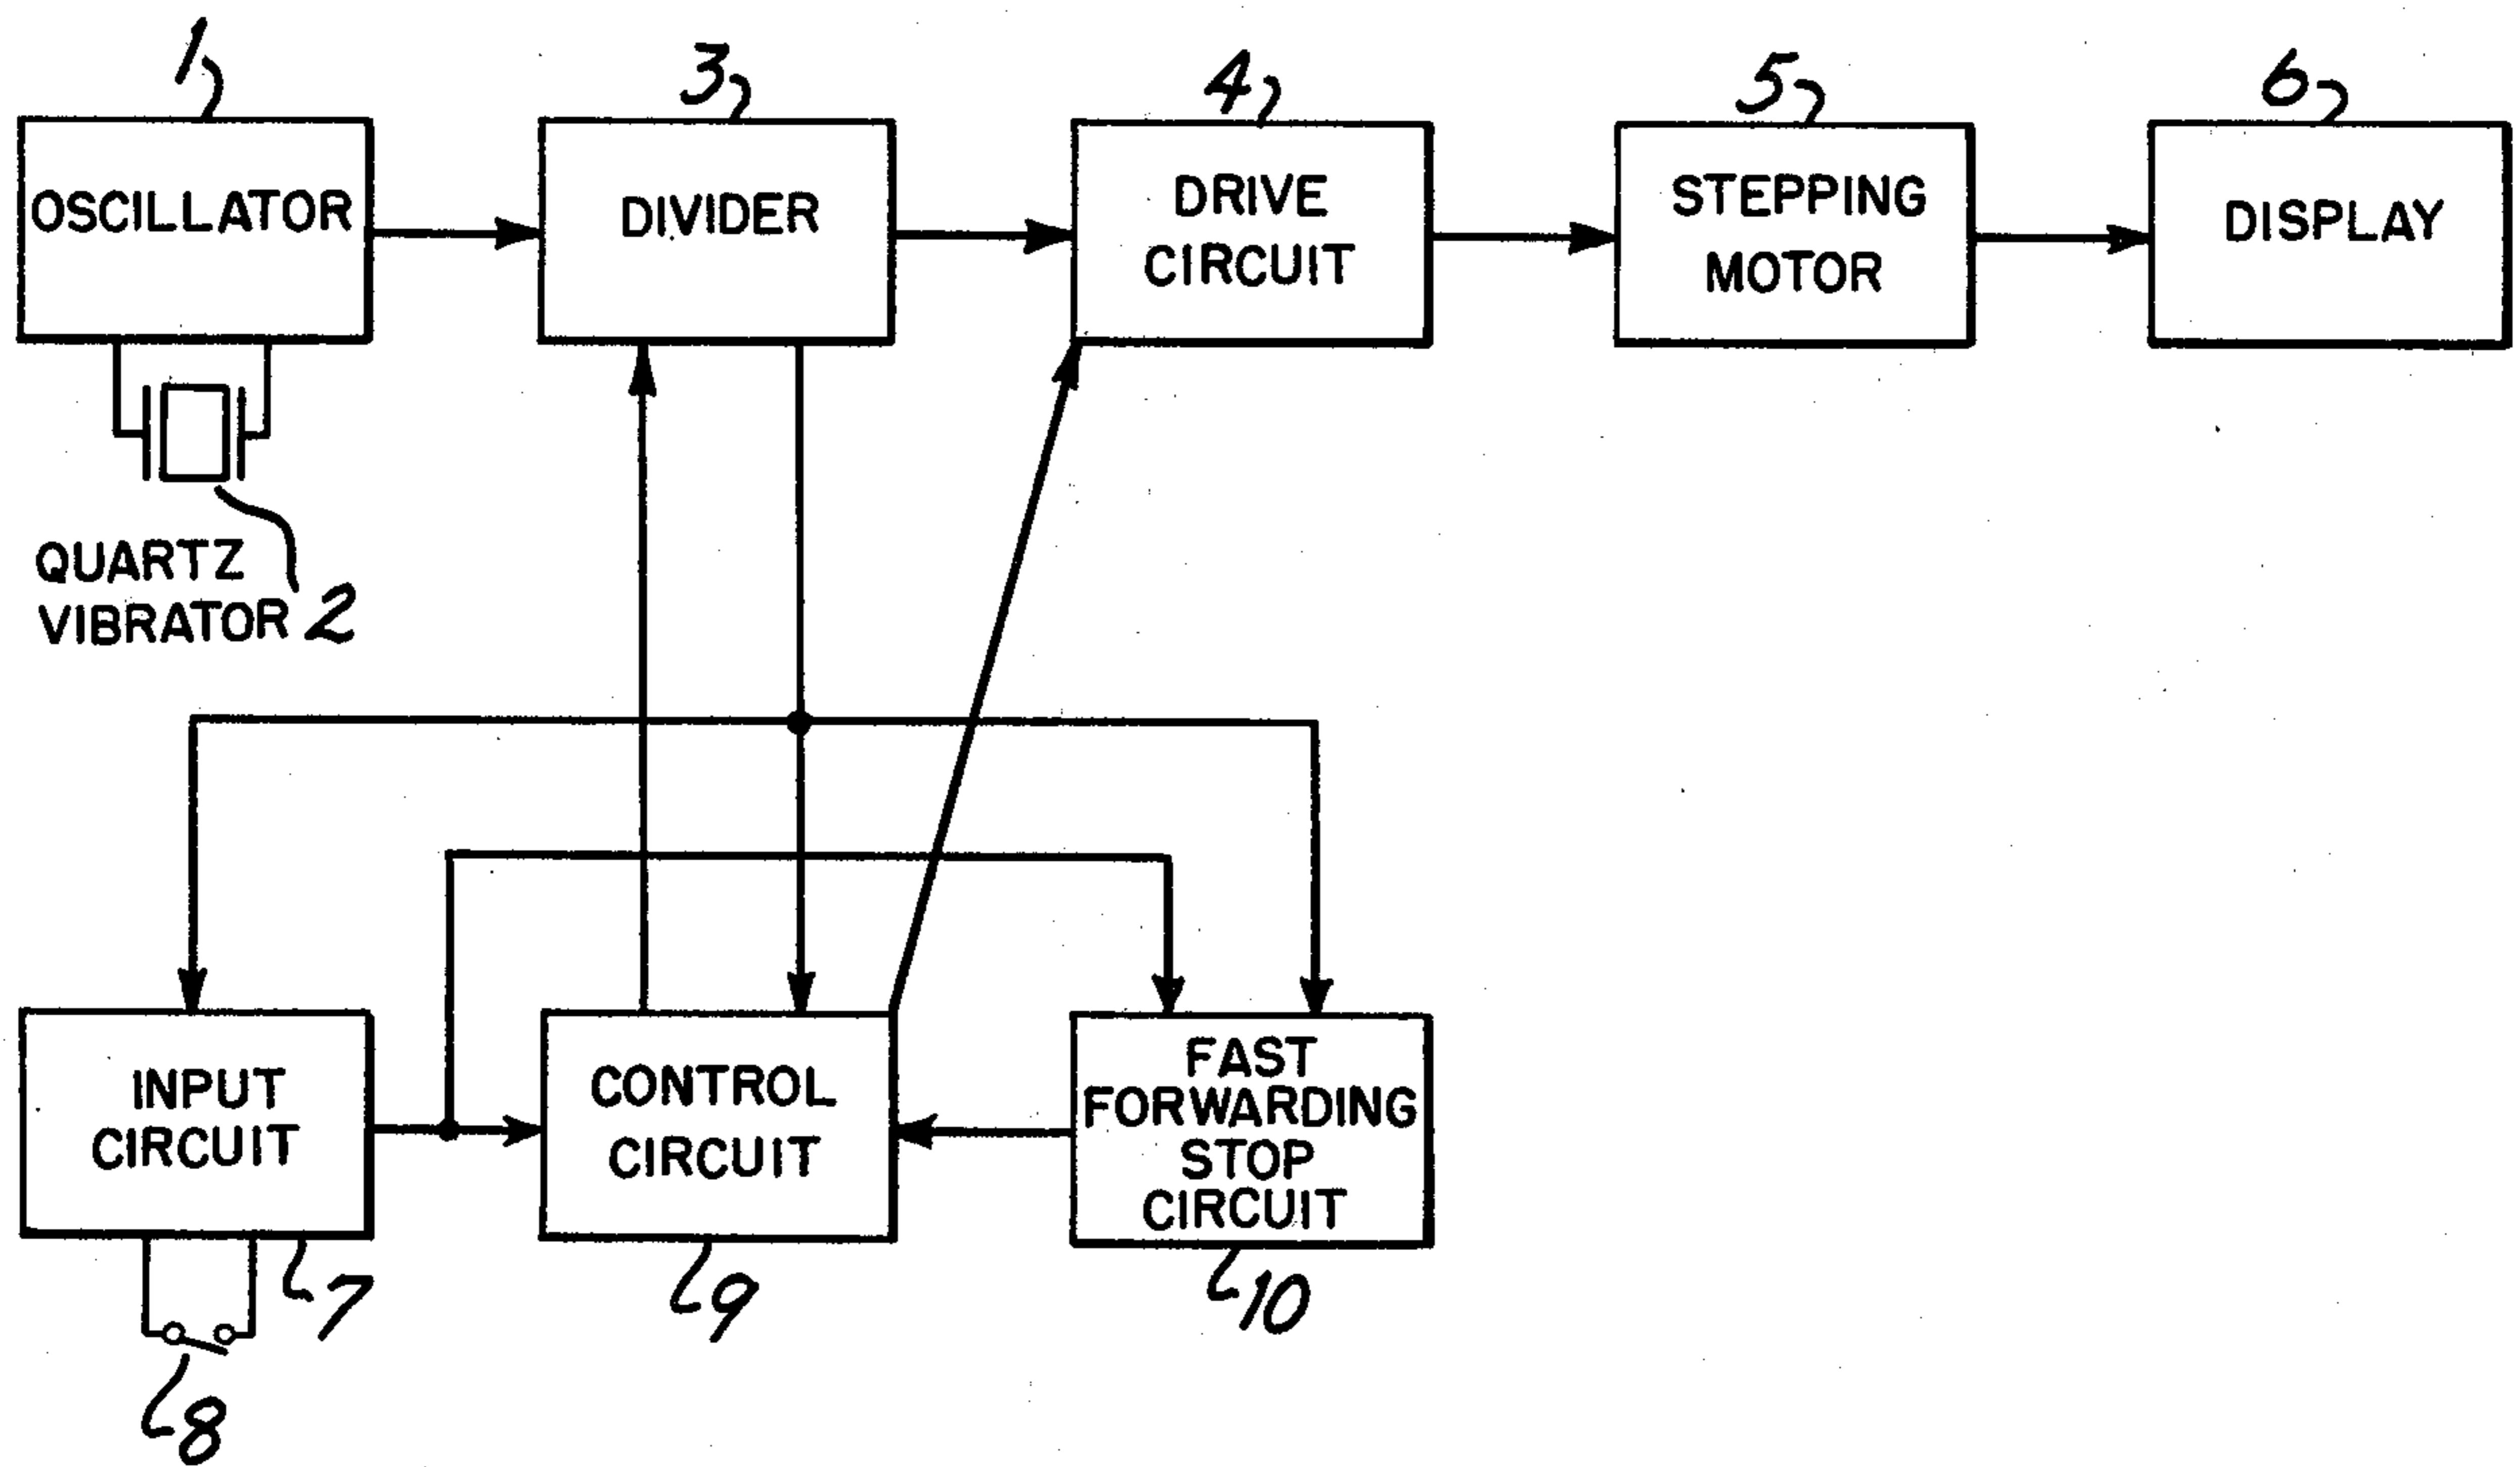 1
3
4
5
6
OSCILLATOR
DIVIDER
DRIVE
CIRCUIT
STEPPING
MOTOR
DISPLAY
QUARTZ
VIBRATOR 2
INPUT
CIRCUIT
CONTROL
CIRCUIT
FAST
FORWARDING
STOP
CIRCUIT
7
9
10
8